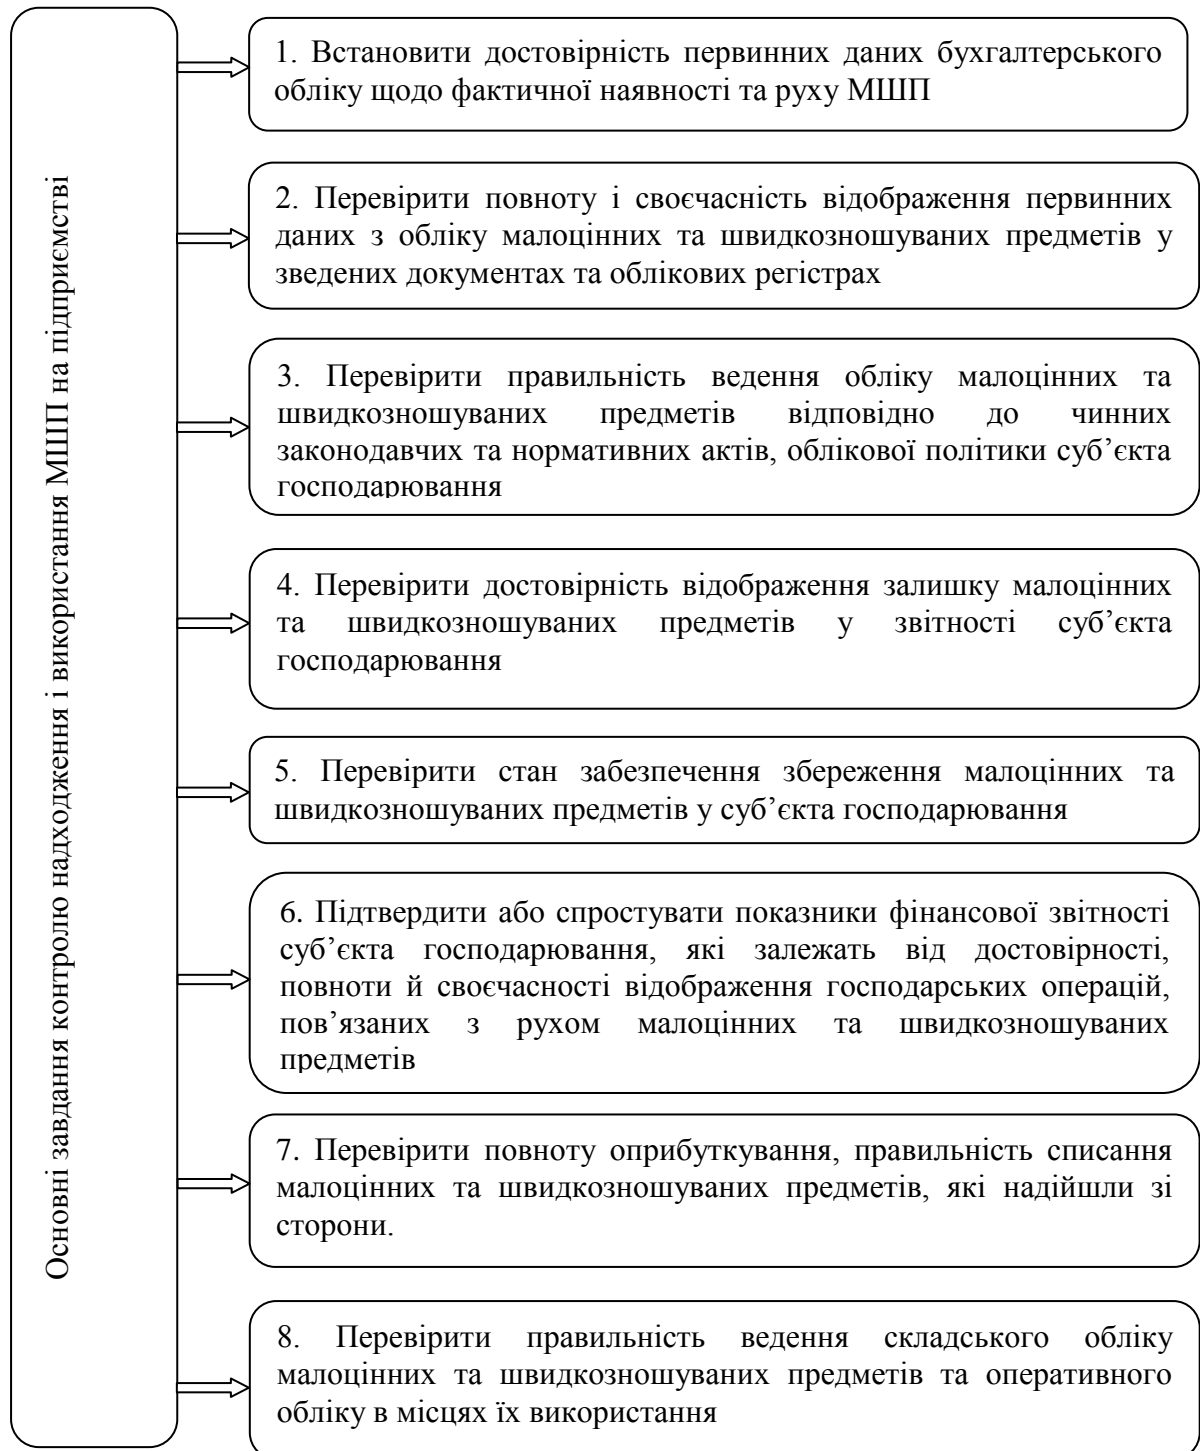 Основні завдання контролю надходження і використання МШП на підприємстві
1. Встановити достовірність первинних даних бухгалтерського
обліку щодо фактичної наявності та руху МШП
2. Перевірити повноту і своєчасність відображення первинних
даних з обліку малоцінних та швидкозношуваних предметів у
зведених документах та облікових регістрах
3. Перевірити правильність ведення обліку малоцінних та
швидкозношуваних предметів відповідно до чинних
законодавчих та нормативних актів, облікової політики суб’єкта
господарювання
4. Перевірити достовірність відображення залишку малоцінних
та швидкозношуваних предметів у звітності суб’єкта
господарювання
5. Перевірити стан забезпечення збереження малоцінних та
швидкозношуваних предметів у суб’єкта господарювання
6. Підтвердити або спростувати показники фінансової звітності
суб’єкта господарювання, які залежать від достовірності,
повноти й своєчасності відображення господарських операцій,
пов’язаних з рухом малоцінних та швидкозношуваних
предметів
7. Перевірити повноту оприбуткування, правильність списання
малоцінних та швидкозношуваних предметів, які надійшли зі
сторони.
8. Перевірити правильність ведення складського обліку
малоцінних та швидкозношуваних предметів та оперативного
обліку в місцях їх використання